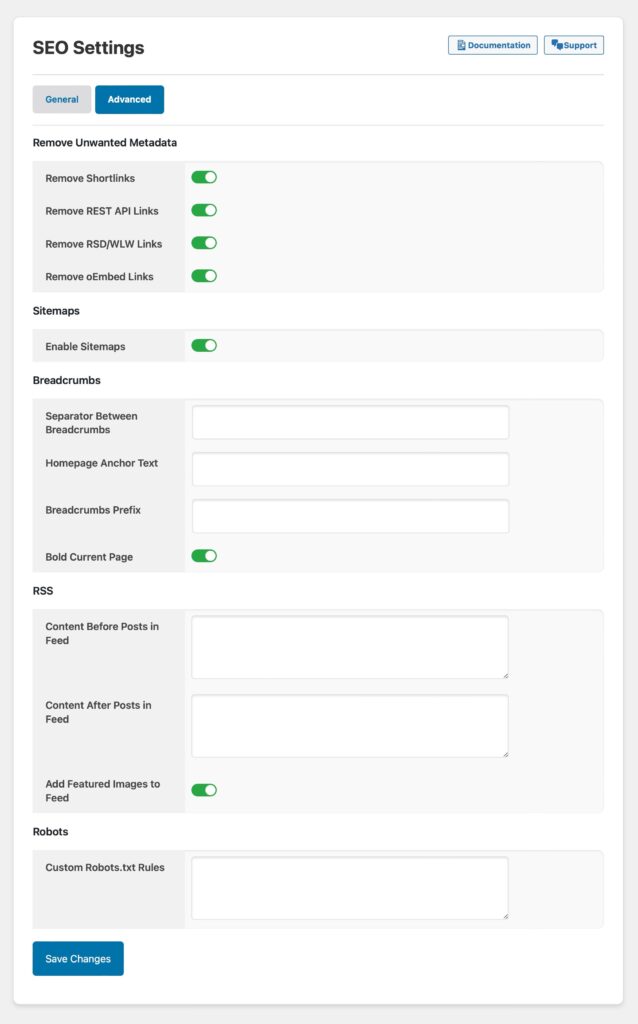 SEO Settings
Documentation
Support
General
Advanced
Remove Unwanted Metadata
Remove Shortlinks
Remove REST API Links
Remove RSD/WLW Links
Remove oEmbed Links
Sitemaps
Enable Sitemaps
Breadcrumbs
Separator Between
Breadcrumbs
Homepage Anchor Text
Breadcrumbs Prefix
Bold Current Page
RSS
Content Before Posts in
Feed
Content After Posts in
Feed
Add Featured Images to
Feed
Robots
Custom Robots.txt Rules
Save Changes